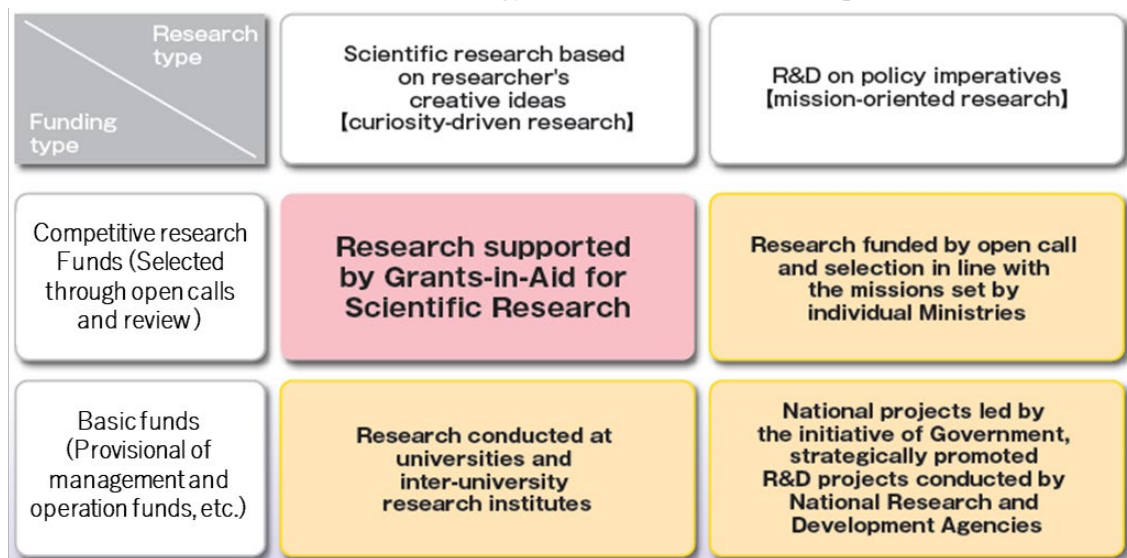 Research
type
Funding
type
Scientific research based
on researcher's
creative ideas
【curiosity-driven research】
R&D on policy imperatives
【mission-oriented research】
Competitive research
Funds (Selected
through open calls
and review)
Research supported
by Grants-in-Aid for
Scientific Research
Research funded by open call
and selection in line with
the missions set by
individual Ministries
Basic funds
(Provisional of
management and
operation funds, etc.)
Research conducted at
universities and
inter-university
research institutes
National projects led by
the initiative of Government,
strategically promoted
R&D projects conducted by
National Research and
Development Agencies